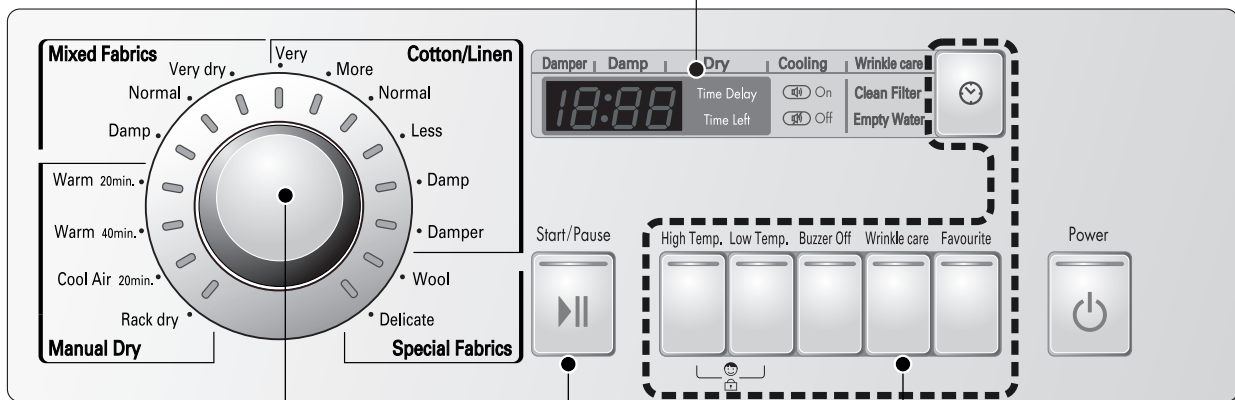 Mixed Fabrics
Very dry
Normal
Damp
Very
More
Normal
Less
Damp
Damper
Cotton/Linen
Warm 20min.
Warm 40min.
Cool Air 20min.
Rack dry
Manual Dry
Wool
Delicate
Special Fabrics
Damper Damp Dry Cooling Wrinkle care
18:88
Time Delay
Time Left
On
Off
Clean Filter
Empty Water
Start/Pause
High Temp. Low Temp. Buzzer Off Wrinkle care Favourite
Power